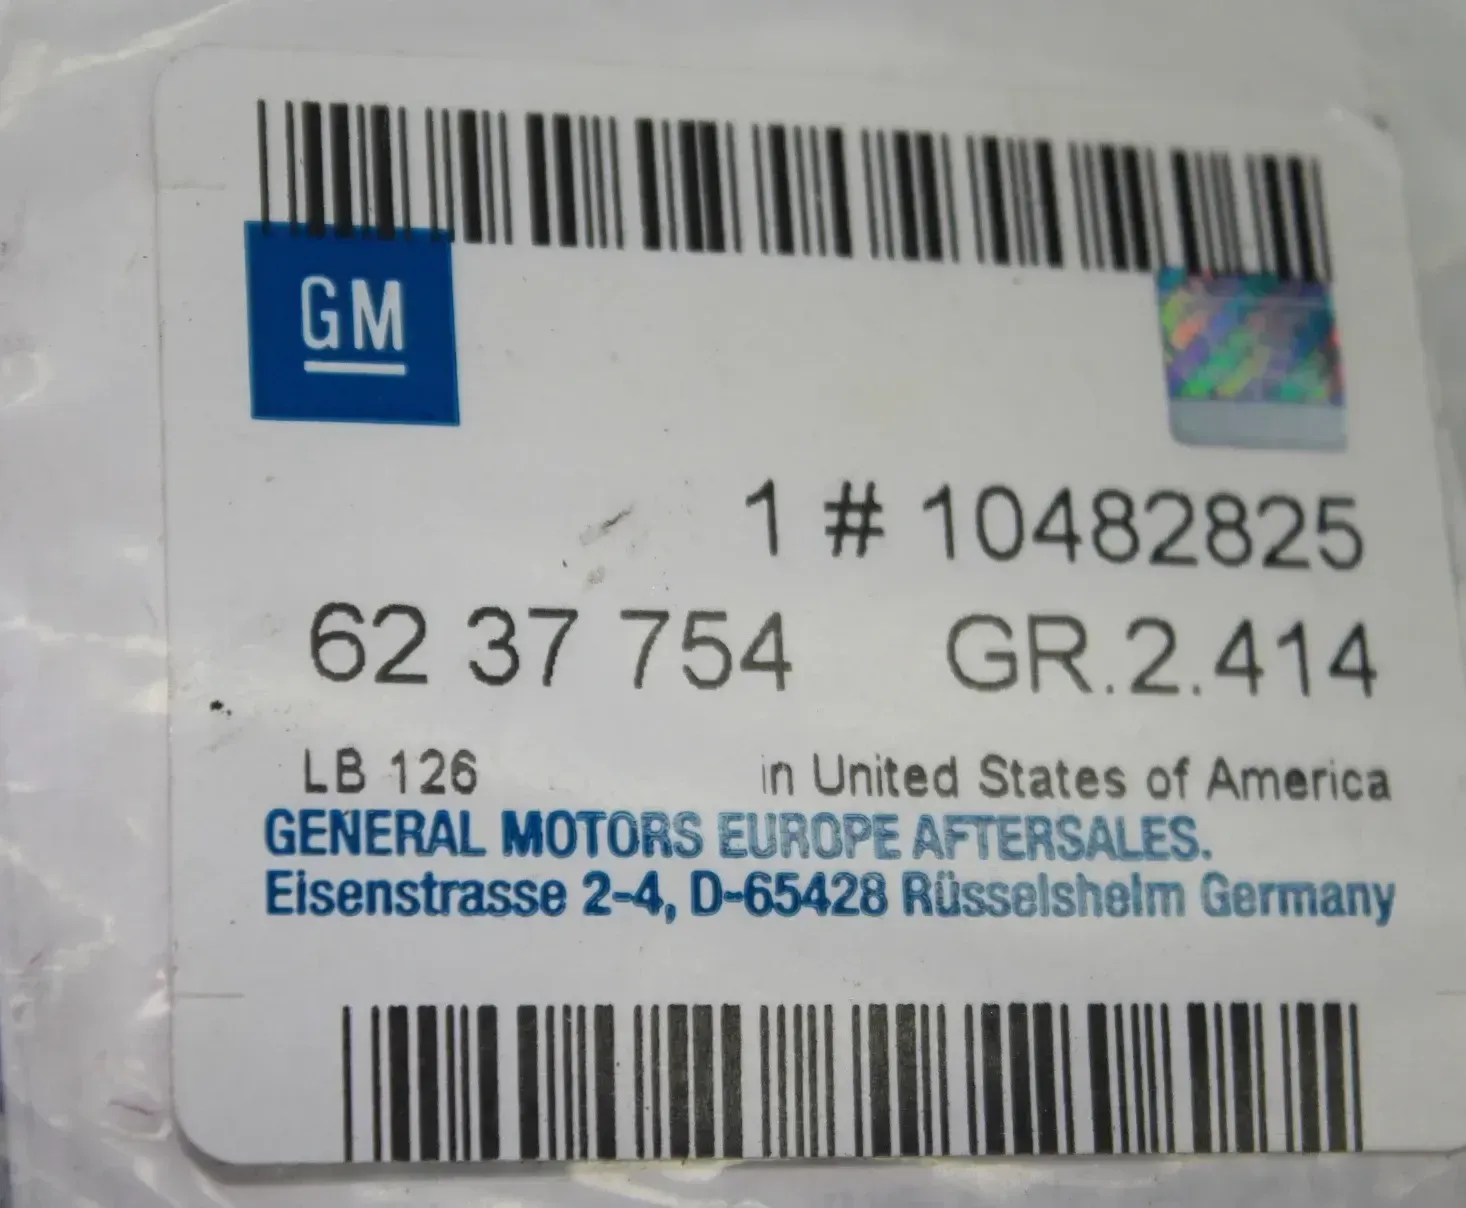 GM
1 # 10482825
62 37 754 GR.2.414
LB 126 in United States of America
GENERAL MOTORS EUROPE AFTERSALES.
Eisenstrasse 2-4, D-65428 Rüsselsheim Germany